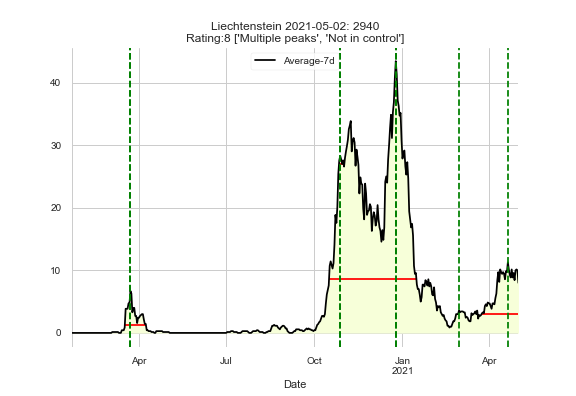 Liechtenstein 2021-05-02: 2940
Rating:8 ['Multiple peaks', 'Not in control']
Average-7d
40
30
20
10
0
Apr Jul Oct Jan Apr
2021
Date